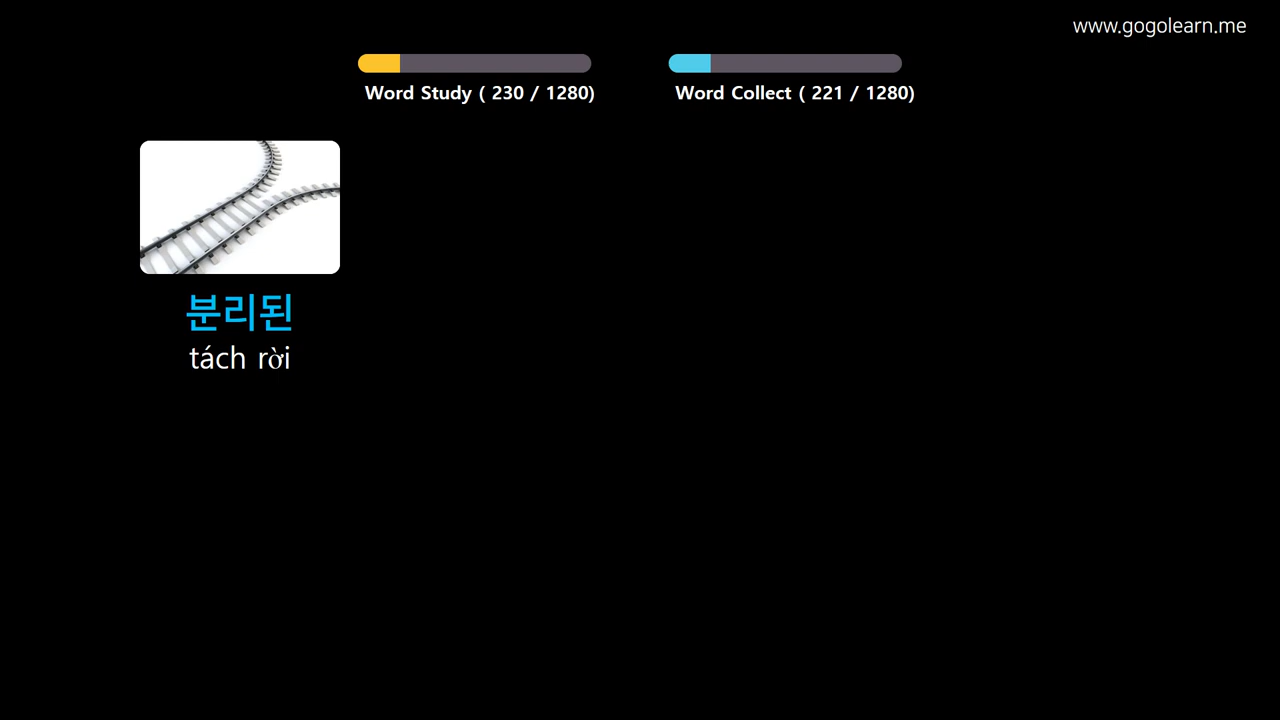 www.gogolearn.me
Word Study ( 230 / 1280)
Word Collect ( 221 / 1280)
분리된
tách rời